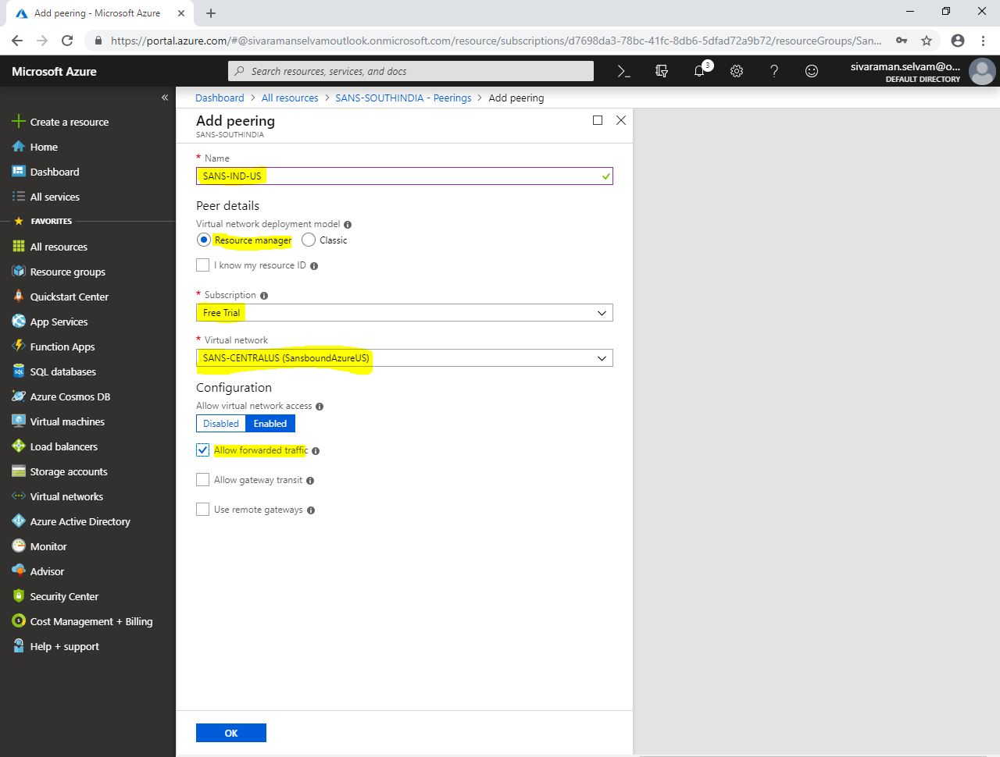 Add peering - Microsoft Azure
https://portal.azure.com/#@sivaramanselvamoutlook.onmicrosoft.com/resource/subscriptions/d7698da3-78bc-41fc-8db6-5dfad72a9b72/resourceGroups/San...
Microsoft Azure
Search resources, services, and docs
3
sivaraman.selvam@o...
DEFAULT DIRECTORY
Dashboard > All resources > SANS-SOUTHINDIA - Peerings > Add peering
Create a resource
Home
Dashboard
All services
FAVORITES
All resources
Resource groups
Quickstart Center
App Services
Function Apps
SQL databases
Azure Cosmos DB
Virtual machines
Load balancers
Storage accounts
Virtual networks
Azure Active Directory
Monitor
Advisor
Security Center
Cost Management + Billing
Help + support
Add peering
SANS-SOUTHINDIA
* Name
SANS-IND-US
Peer details
Virtual network deployment model
Resource manager Classic
I know my resource ID
* Subscription
Free Trial
* Virtual network
SANS-CENTRALUS (SansboundAzureUS)
Configuration
Allow virtual network access
Disabled Enabled
Allow forwarded traffic
Allow gateway transit
Use remote gateways
OK